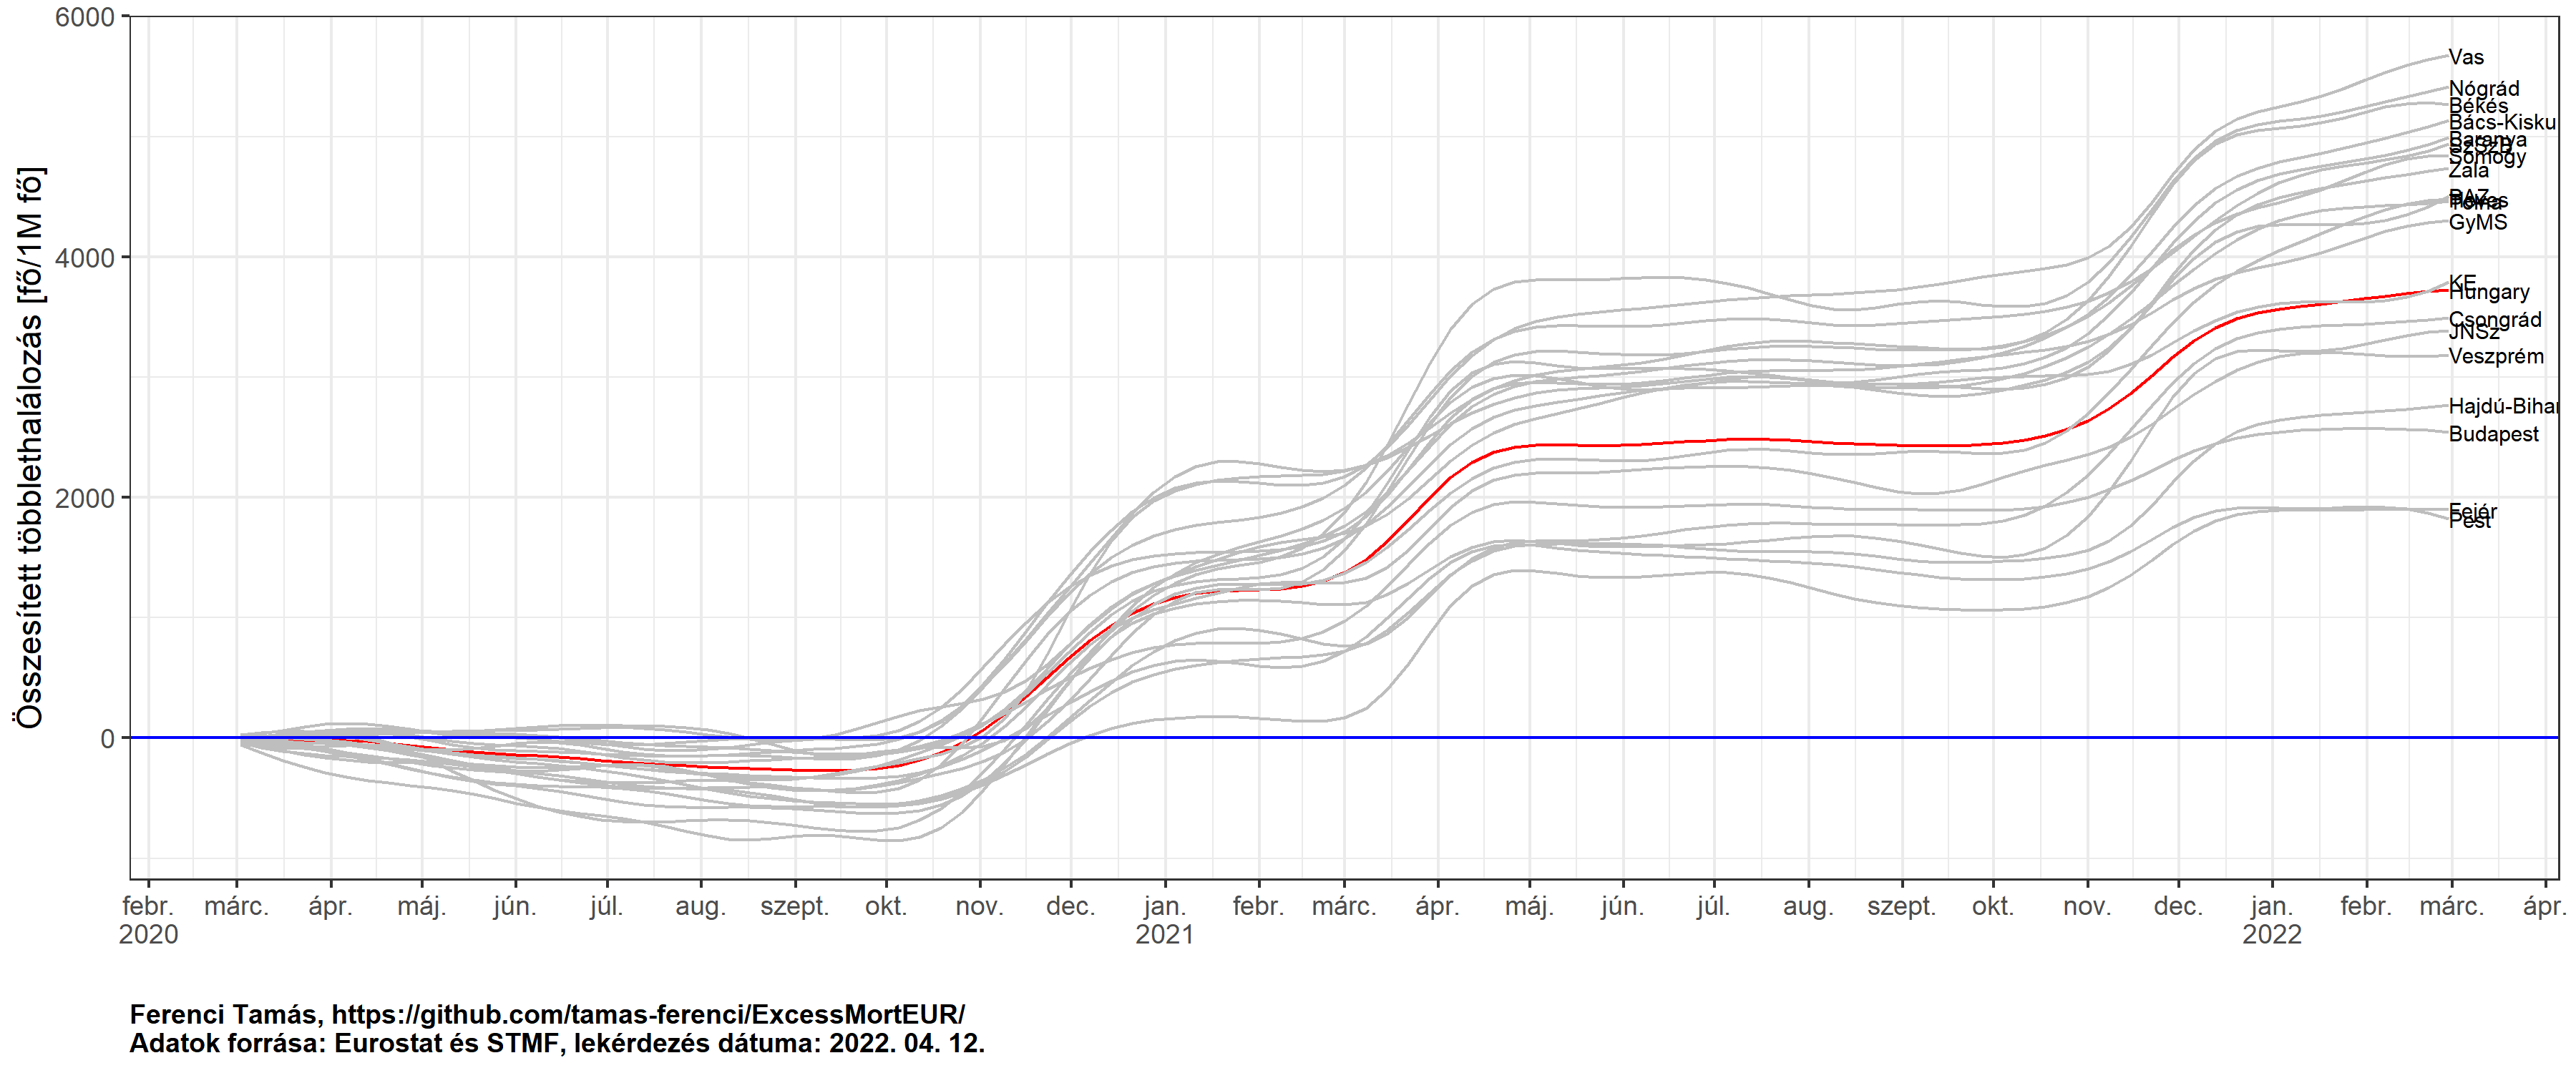 Összesített többlethalálozás [fő/1M fő]
6000
4000
2000
0
Vas
Nógrád
Békés
Bács-Kisku
Baranya
SzSzB
Somogy
Zala
BAZ
Heves
Tolna
GyMS
KE
Hungary
Csongrád
JNSz
Veszprém
Hajdú-Bihar
Budapest
Fejér
Pest
febr. márc. ápr. máj. jún. júl. aug. szept. okt. nov. dec. jan. febr. márc. ápr. máj. jún. júl. aug. szept. okt. nov. dec. jan. febr. márc. ápr.
2020 2021 2022
Ferenci Tamás, https://github.com/tamas-ferenci/ExcessMortEUR/
Adatok forrása: Eurostat és STMF, lekérdezés dátuma: 2022. 04. 12.